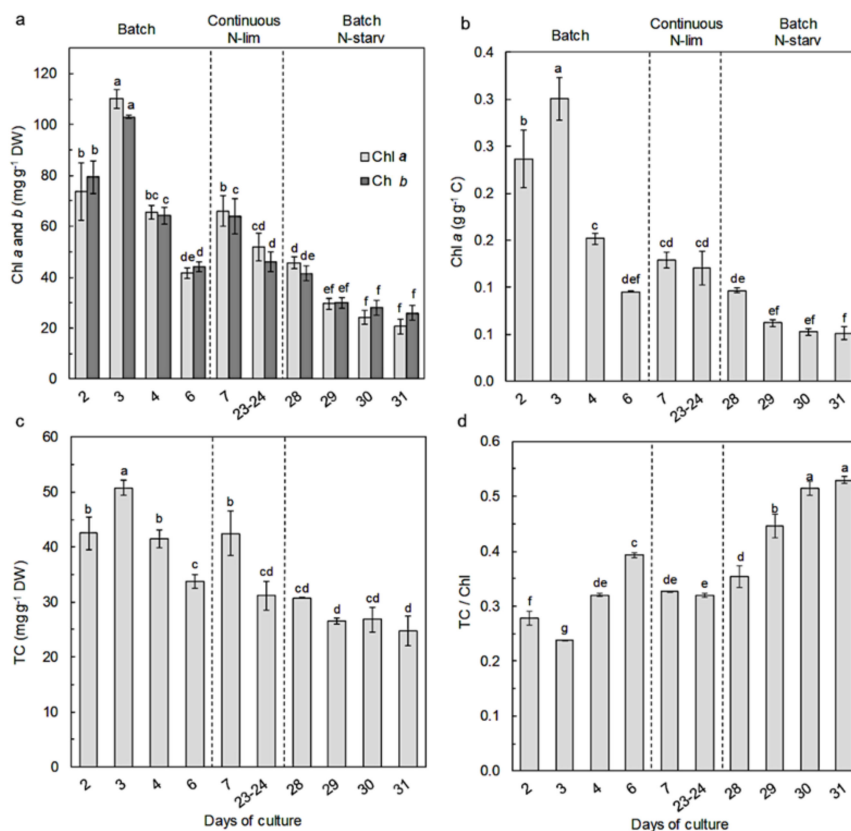 a
Batch
Continuous
N-lim
Batch
N-starv
Chl a and b (mg g-1 DW)
120
100
80
60
40
20
0
b b
a a
bc c
de d
b c
cd d
d de
ef ef
f f
f f
Chl a
Ch b
2 3 4 6 7 23-24 28 29 30 31
b
Batch
Continuous
N-lim
Batch
N-starv
Chl a (g g-1 C)
0.4
0.3
0.3
0.2
0.2
0.1
0.1
0.0
b a c def cd cd de ef ef f
2 3 4 6 7 23-24 28 29 30 31
c
TC (mg g-1 DW)
60
50
40
30
20
10
0
b a b c b cd cd d d d
2 3 4 6 7 23-24 28 29 30 31
Days of culture
d
TC / Chl
0.6
0.5
0.4
0.3
0.2
0.1
0.0
f g de c de e d b a a
2 3 4 6 7 23-24 28 29 30 31
Days of culture